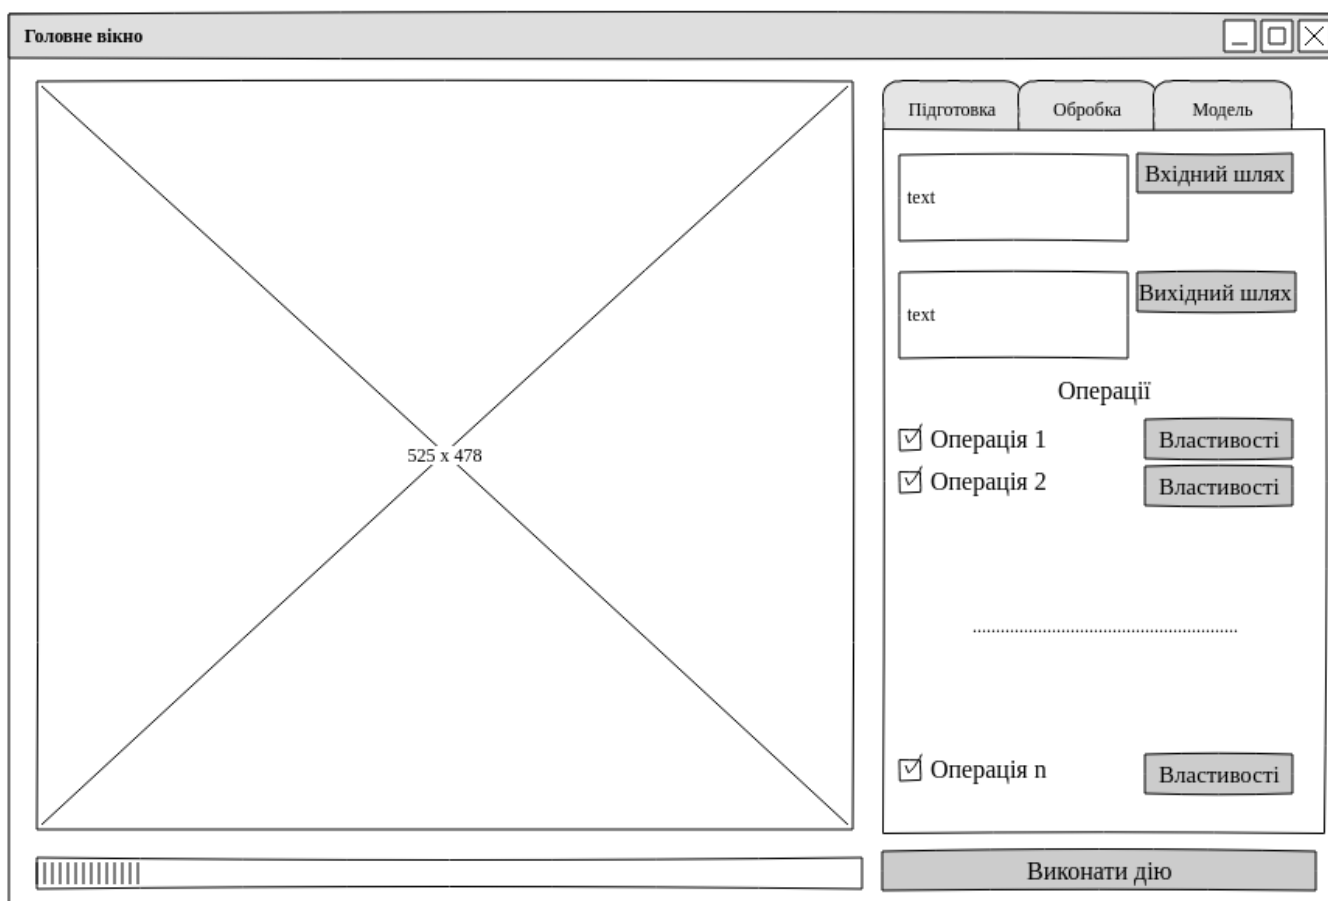 Головне вікно
Підготовка Обробка Модель
text
Вхідний шлях
text
Вихідний шлях
Операції
Операція 1 Властивості
Операція 2 Властивості
525 x 478
Операція n Властивості
Виконати дію